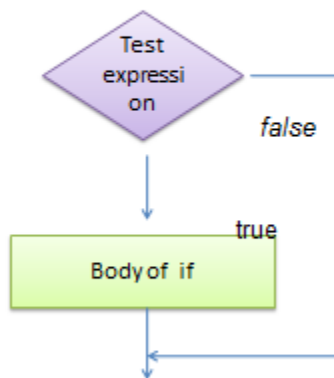 Test
expressi
on
false
true
Body of if